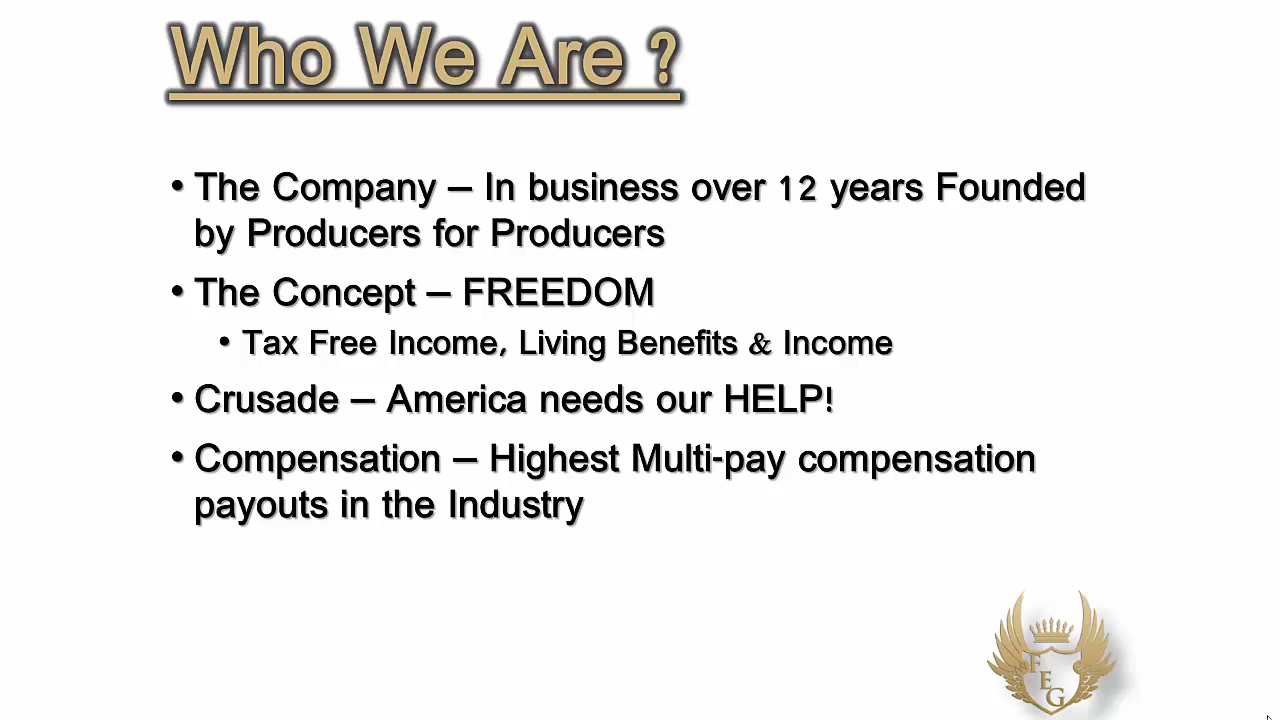 Who We Are ?
• The Company – In business over 12 years Founded
by Producers for Producers
• The Concept – FREEDOM
• Tax Free Income, Living Benefits & Income
• Crusade – America needs our HELP!
• Compensation – Highest Multi-pay compensation
payouts in the Industry
F
E
G